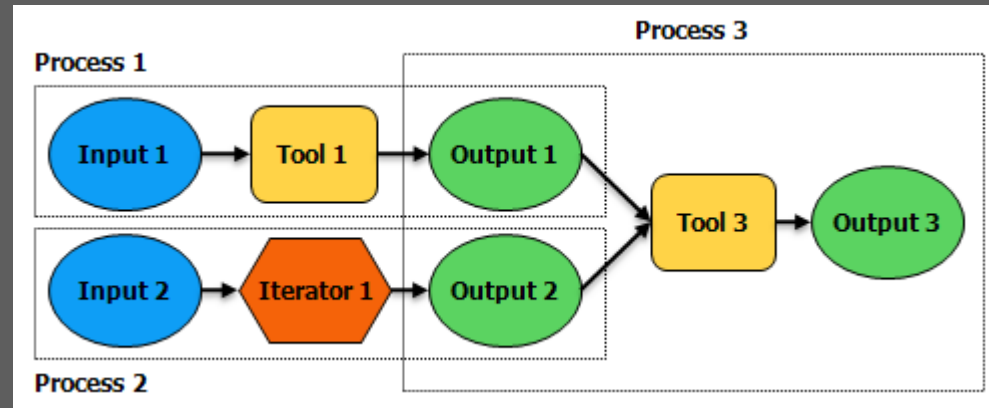 Process 3
Process 1
Input 1
Tool 1
Output 1
Tool 3
Output 3
Input 2
Iterator 1
Output 2
Process 2